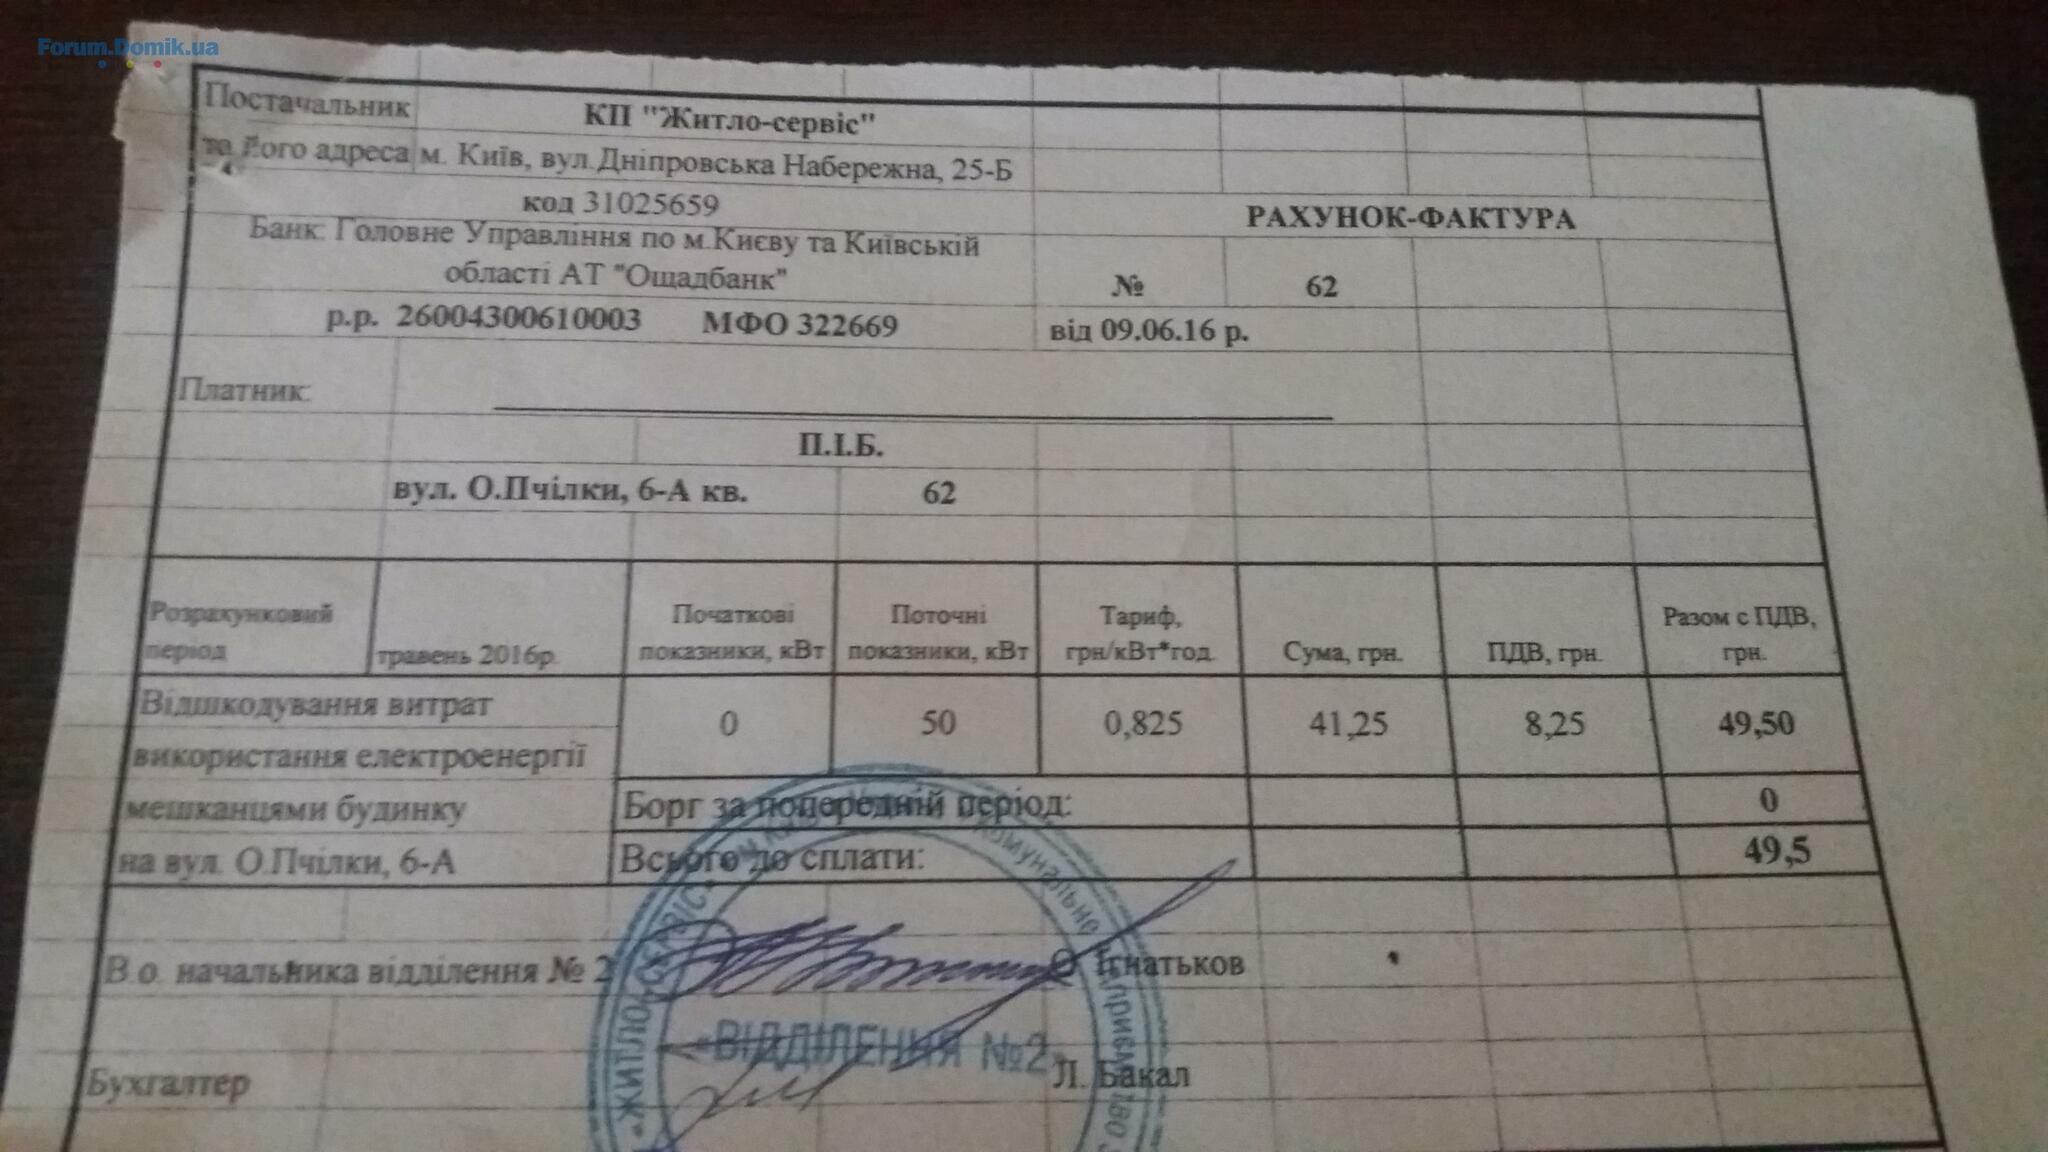 Forum.Domik.ua
Постачальник КП "Житло-сервіс"
та його адреса м. Київ, вул.Дніпровська Набережна, 25-Б
код 31025659
РАХУНОК-ФАКТУРА
Банк: Головне Управління по м.Києву та Київській
області АТ "Ощадбанк"
№ 62
р.р. 26004300610003 МФО 322669
від 09.06.16 р.
Платник:
П.І.Б.
вул. О.Пчілки, 6-А кв. 62
Розрахунковий
період
травень 2016р.
Початкові
показники, кВт
Поточні
показники, кВт
Тариф,
грн/кВт*год
Сума, грн.
ПДВ, грн.
Разом с ПДВ,
грн.
Відшкодування витрат
використання електроенергії
мешканцями будинку
на вул. О.Пчілки, 6-А
0 50 0,825 41,25 8,25 49,50
Борг за попередній період: 0
Всього до сплати: 49,5
В.о. начальника відділення № 2 О. Ігнатьков
Бухгалтер Л. Бакал
"ЖИТЛО-СЕРВІС"
Комунальне
"ВІДДІЛЕННЯ №2"